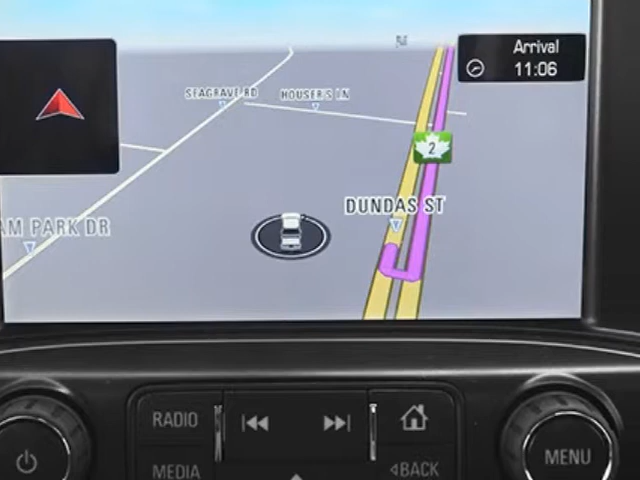 Arrival
11:06
SEAGRAVE RD
HOUSER'S LN
2
DUNDAS ST
AM PARK DR
RADIO
MEDIA
BACK
MENU